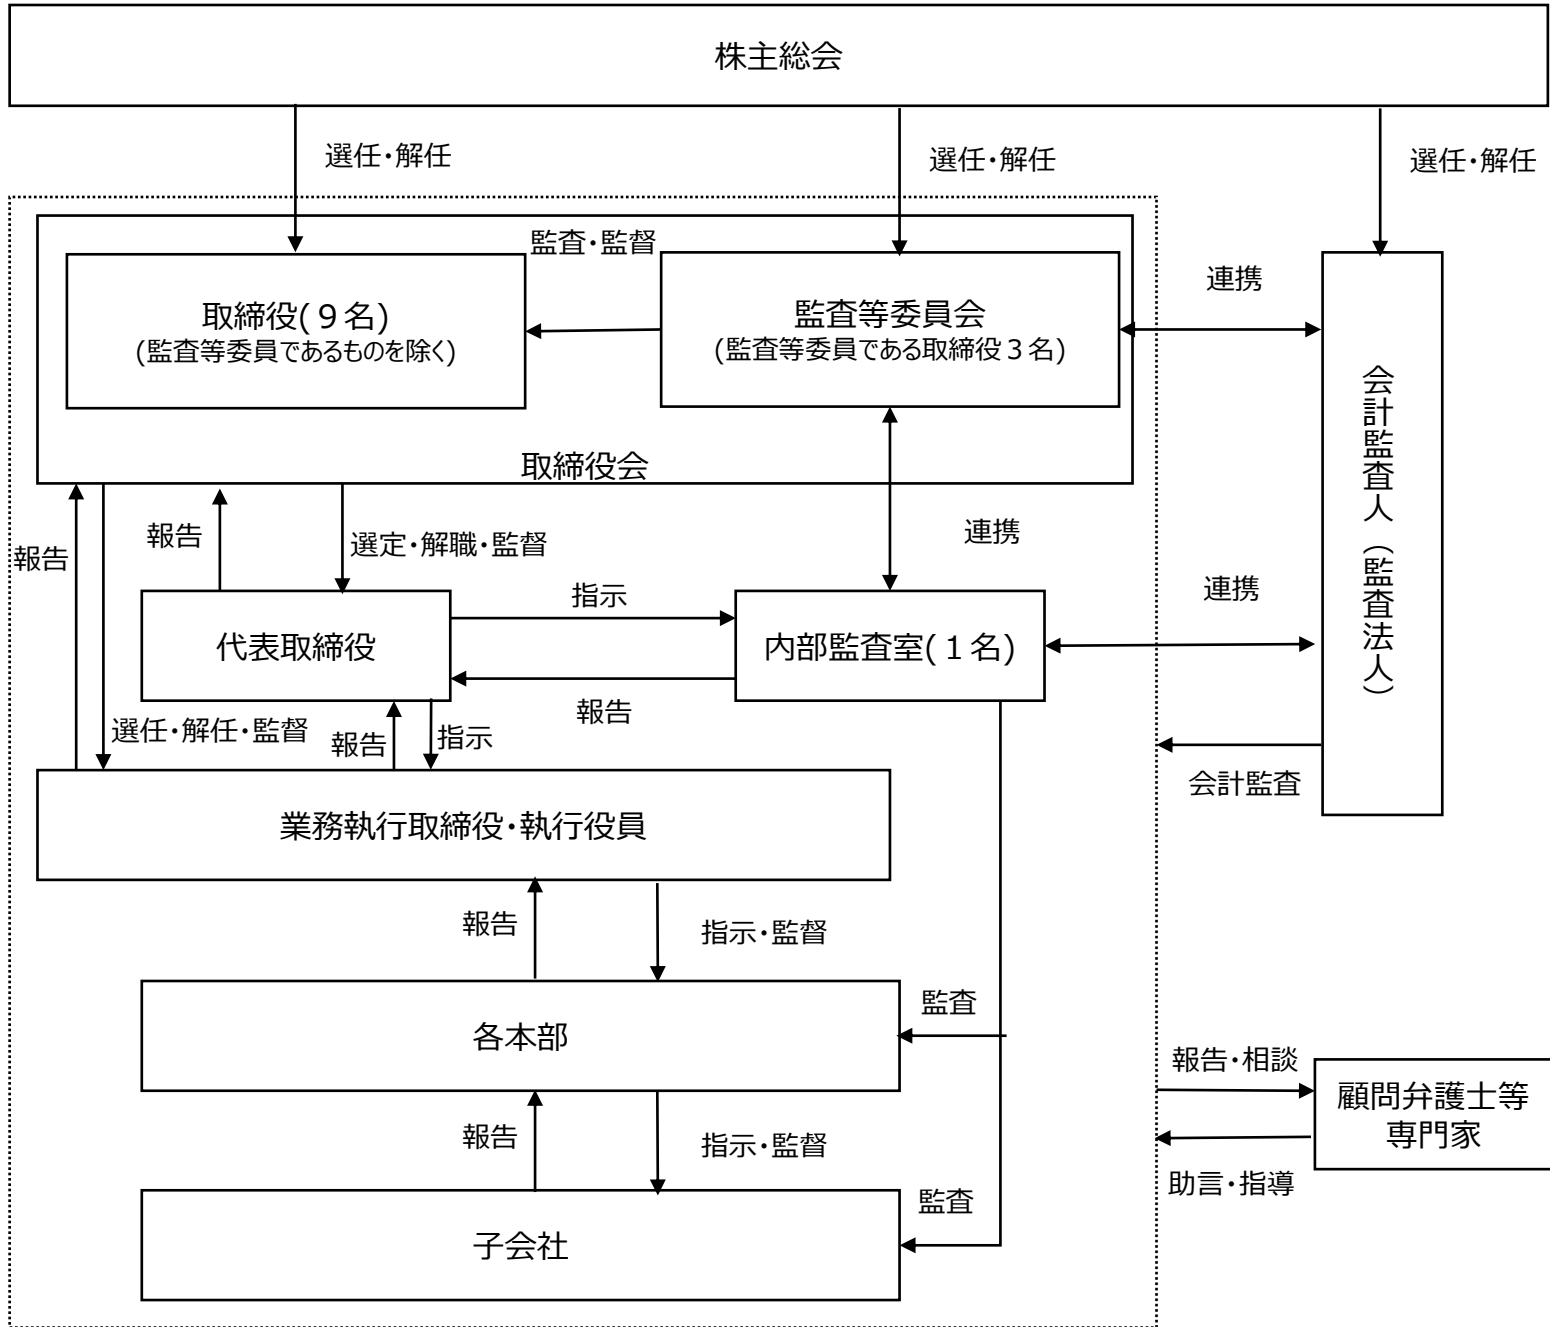 株主総会
選任・解任
選任・解任
選任・解任
監査・監督
取締役(９名)
(監査等委員であるものを除く)
監査等委員会
(監査等委員である取締役３名)
連携
会計監査人（監査法人）
取締役会
報告
報告
選定・解職・監督
連携
指示
連携
代表取締役
内部監査室(１名)
報告
選任・解任・監督
報告
指示
会計監査
業務執行取締役・執行役員
報告
指示・監督
監査
各本部
報告・相談
顧問弁護士等
専門家
報告
指示・監督
助言・指導
監査
子会社